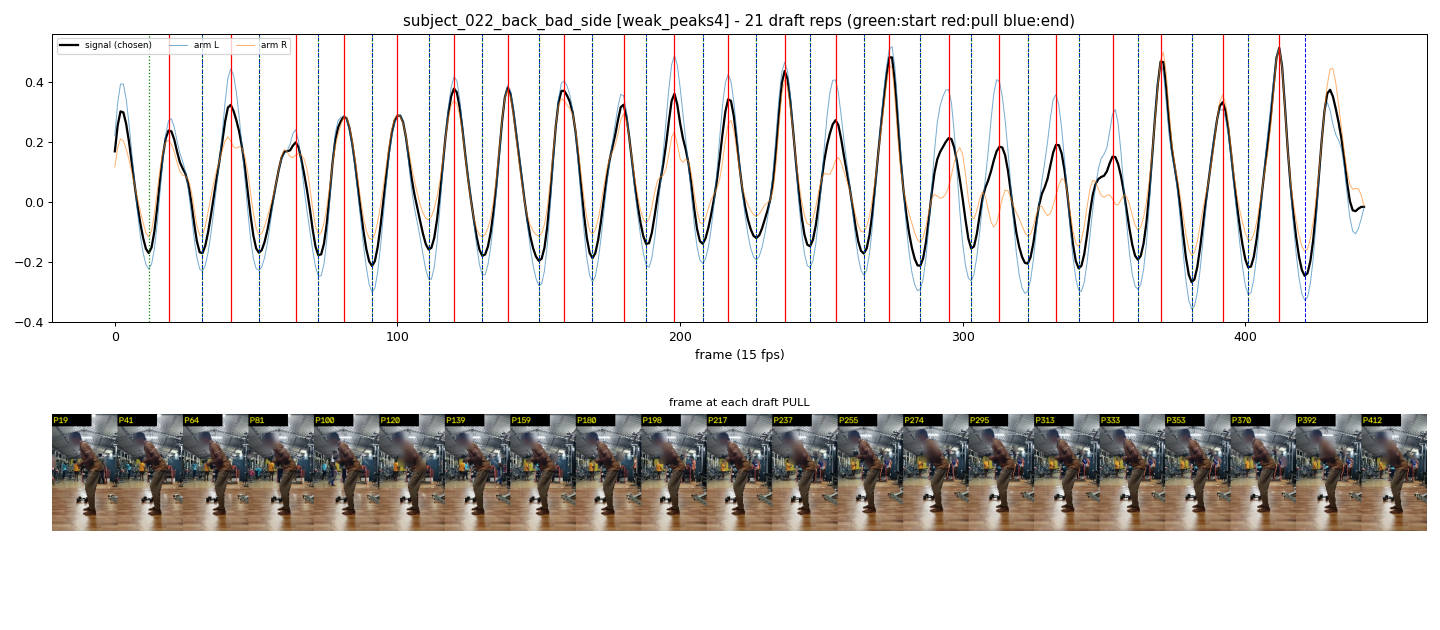 subject_022_back_bad_side [weak_peaks4] - 21 draft reps (green:start red:pull blue:end)
signal (chosen) arm L arm R
0.4
0.2
0.0
−0.2
−0.4
0 100 200 300 400
frame (15 fps)
frame at each draft PULL
P19 P41 P64 P81 P100 P120 P139 P159 P180 P198 P217 P237 P255 P274 P295 P313 P333 P353 P370 P392 P412